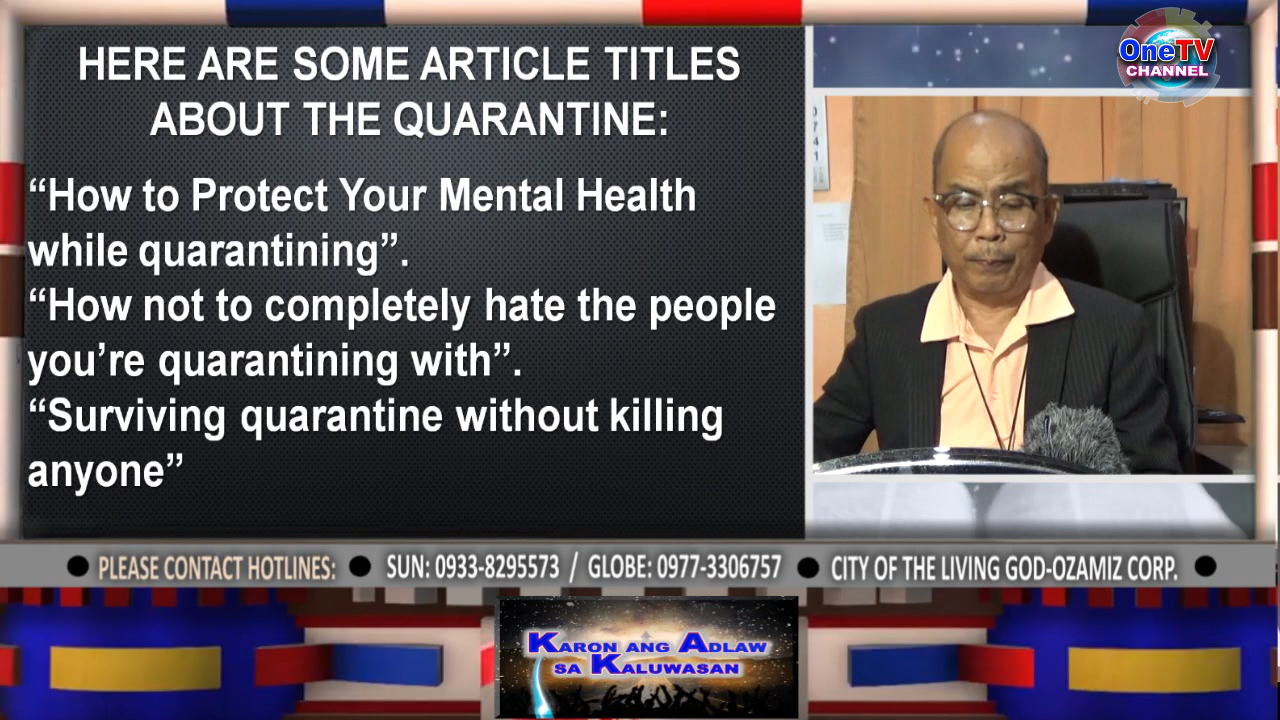 HERE ARE SOME ARTICLE TITLES
ABOUT THE QUARANTINE:
“How to Protect Your Mental Health
while quarantining”.
“How not to completely hate the people
you’re quarantining with”.
“Surviving quarantine without killing
anyone”
OneTV
CHANNEL
0741
PLEASE CONTACT HOTLINES: ● SUN: 0933-8295573 / GLOBE: 0977-3306757 ● CITY OF THE LIVING GOD-OZAMIZ CORP. ●
KARON ANG ADLAW
SA KALUWASAN